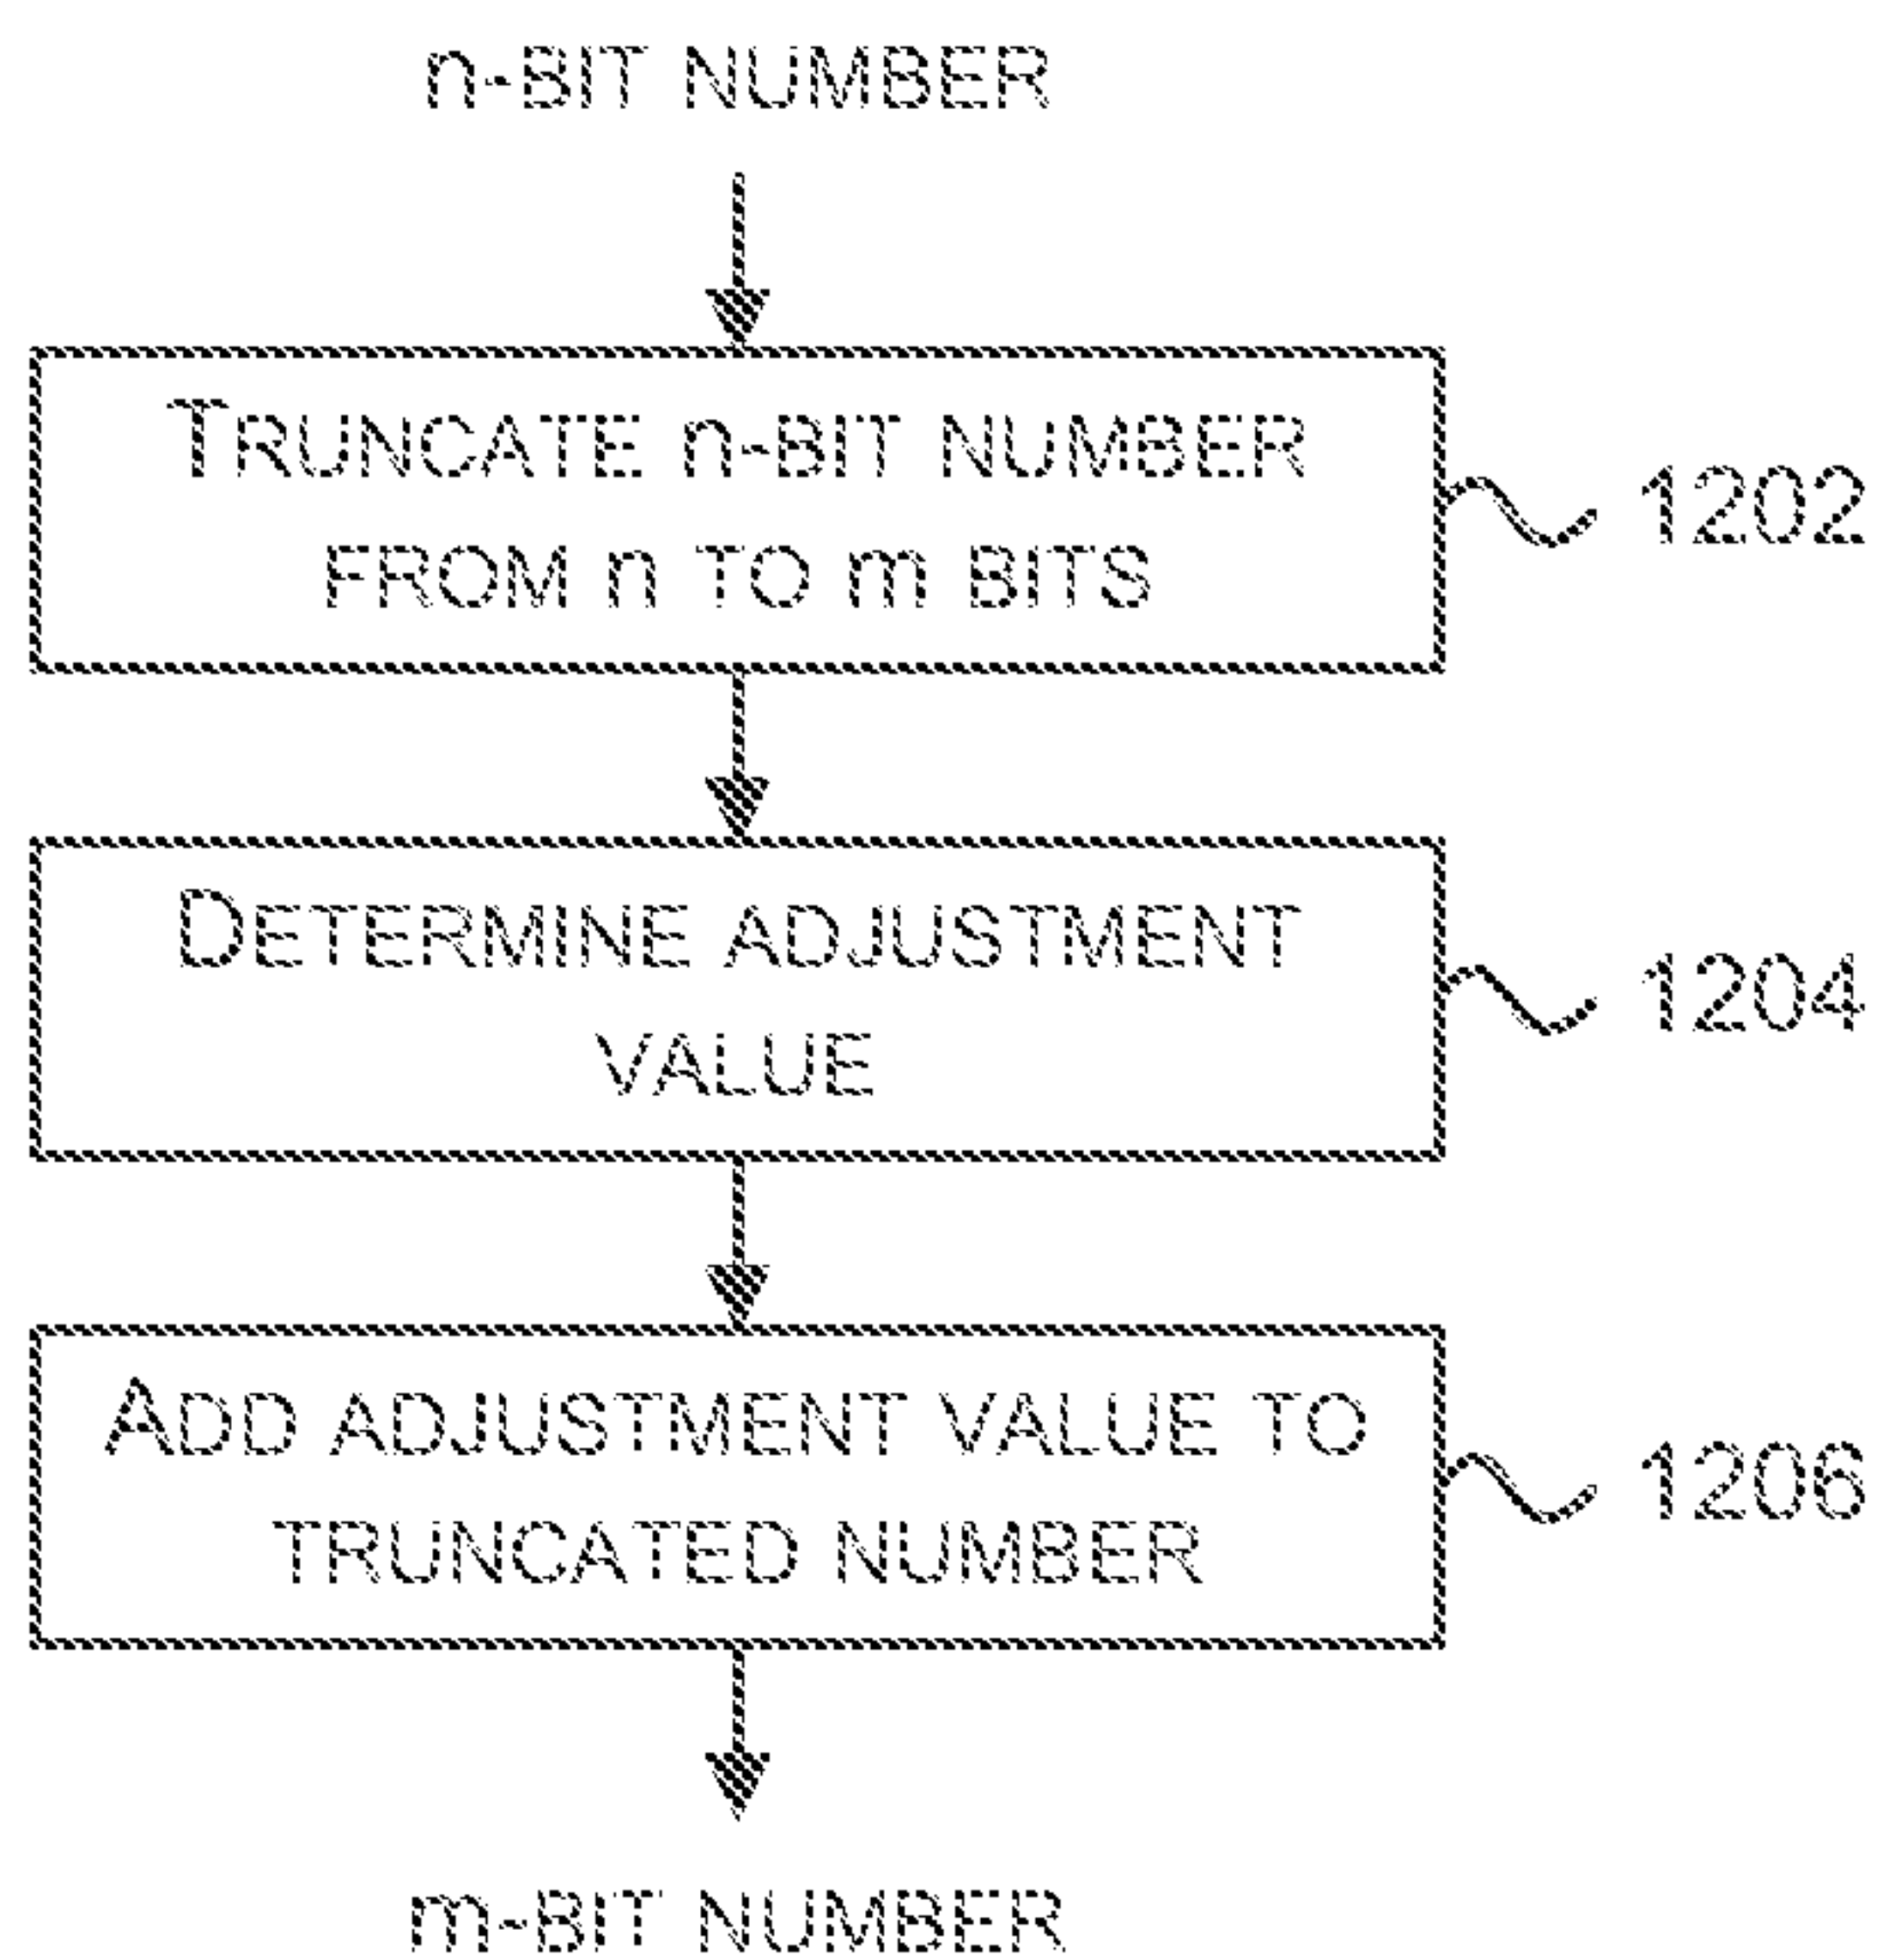 n-BIT NUMBER
TRUNCATE n-BIT NUMBER
FROM n TO m BITS
1202
DETERMINE ADJUSTMENT
VALUE
1204
ADD ADJUSTMENT VALUE TO
TRUNCATED NUMBER
1206
m-BIT NUMBER